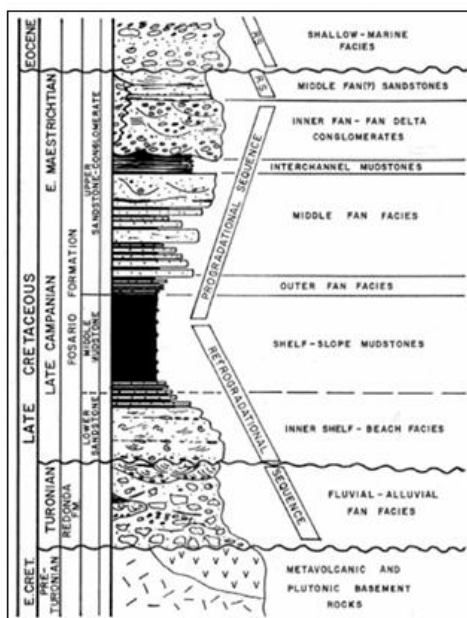 EOCENE
LATE CRETACEOUS
E. CRET.
E. MAESTRICHTIAN
LATE CAMPANIAN
TURONIAN
PRE-
TURONIAN
ROSARIO FORMATION
REDONDA
FM.
UPPER
SANDSTONE-CONGLOMERATE
MIDDLE
MUDSTONE
LOWER
SANDSTONE
RS
RS
PROGRADATIONAL SEQUENCE
RETROGRADATIONAL SEQUENCE
SHALLOW-MARINE
FACIES
MIDDLE FAN(?) SANDSTONES
INNER FAN- FAN DELTA
CONGLOMERATES
INTERCHANNEL MUDSTONES
MIDDLE FAN FACIES
OUTER FAN FACIES
SHELF-SLOPE MUDSTONES
INNER SHELF-BEACH FACIES
FLUVIAL-ALLUVIAL
FAN FACIES
METAVOLCANIC AND
PLUTONIC BASEMENT
ROCKS